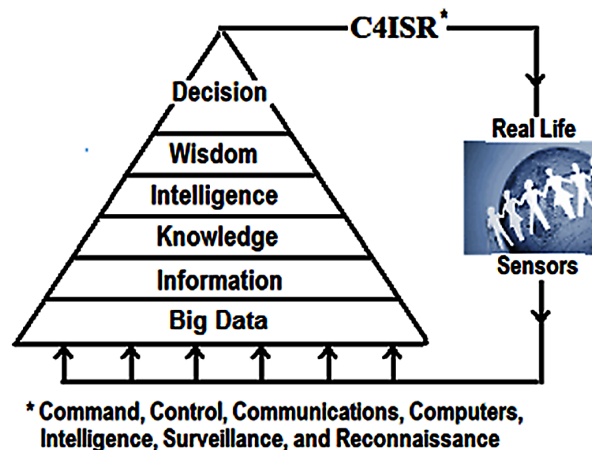 C4ISR*
Decision
Wisdom
Intelligence
Knowledge
Information
Big Data
Real Life
Sensors
* Command, Control, Communications, Computers,
Intelligence, Surveillance, and Reconnaissance